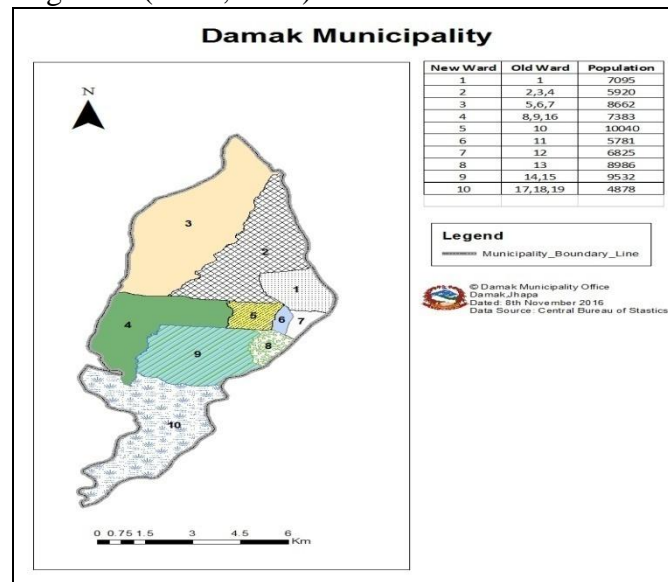 Damak Municipality
New Ward Old Ward Population
1 1 7095
2 2,3,4 5920
3 5,6,7 8662
4 8,9,16 7383
5 10 10040
6 11 5781
7 12 6825
8 13 8986
9 14,15 9532
10 17,18,19 4878
N
3
2
1
4
5
6
7
8
9
10
Legend
Municipality_Boundary_Line
© Damak Municipality Office
Damak,Jhapa
Dated: 8th November 2016
Data Source: Central Bureau of Stastics
0 0.75 1.5 3 4.5 6
Km